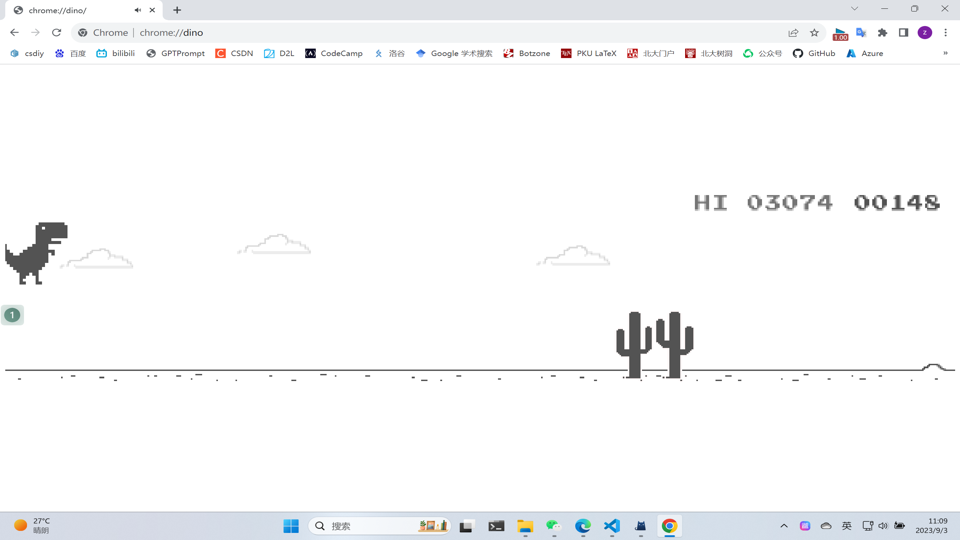 chrome://dino/
Chrome | chrome://dino
1.00
z
csdiy 百度 bilibili GPTPrompt CSDN D2L CodeCamp 洛谷 Google 学术搜索 Botzone PKU LaTeX 北大门户 北大树洞 公众号 GitHub Azure »
HI 03074 00148
1
27°C
晴朗
搜索
英
11:09
2023/9/3